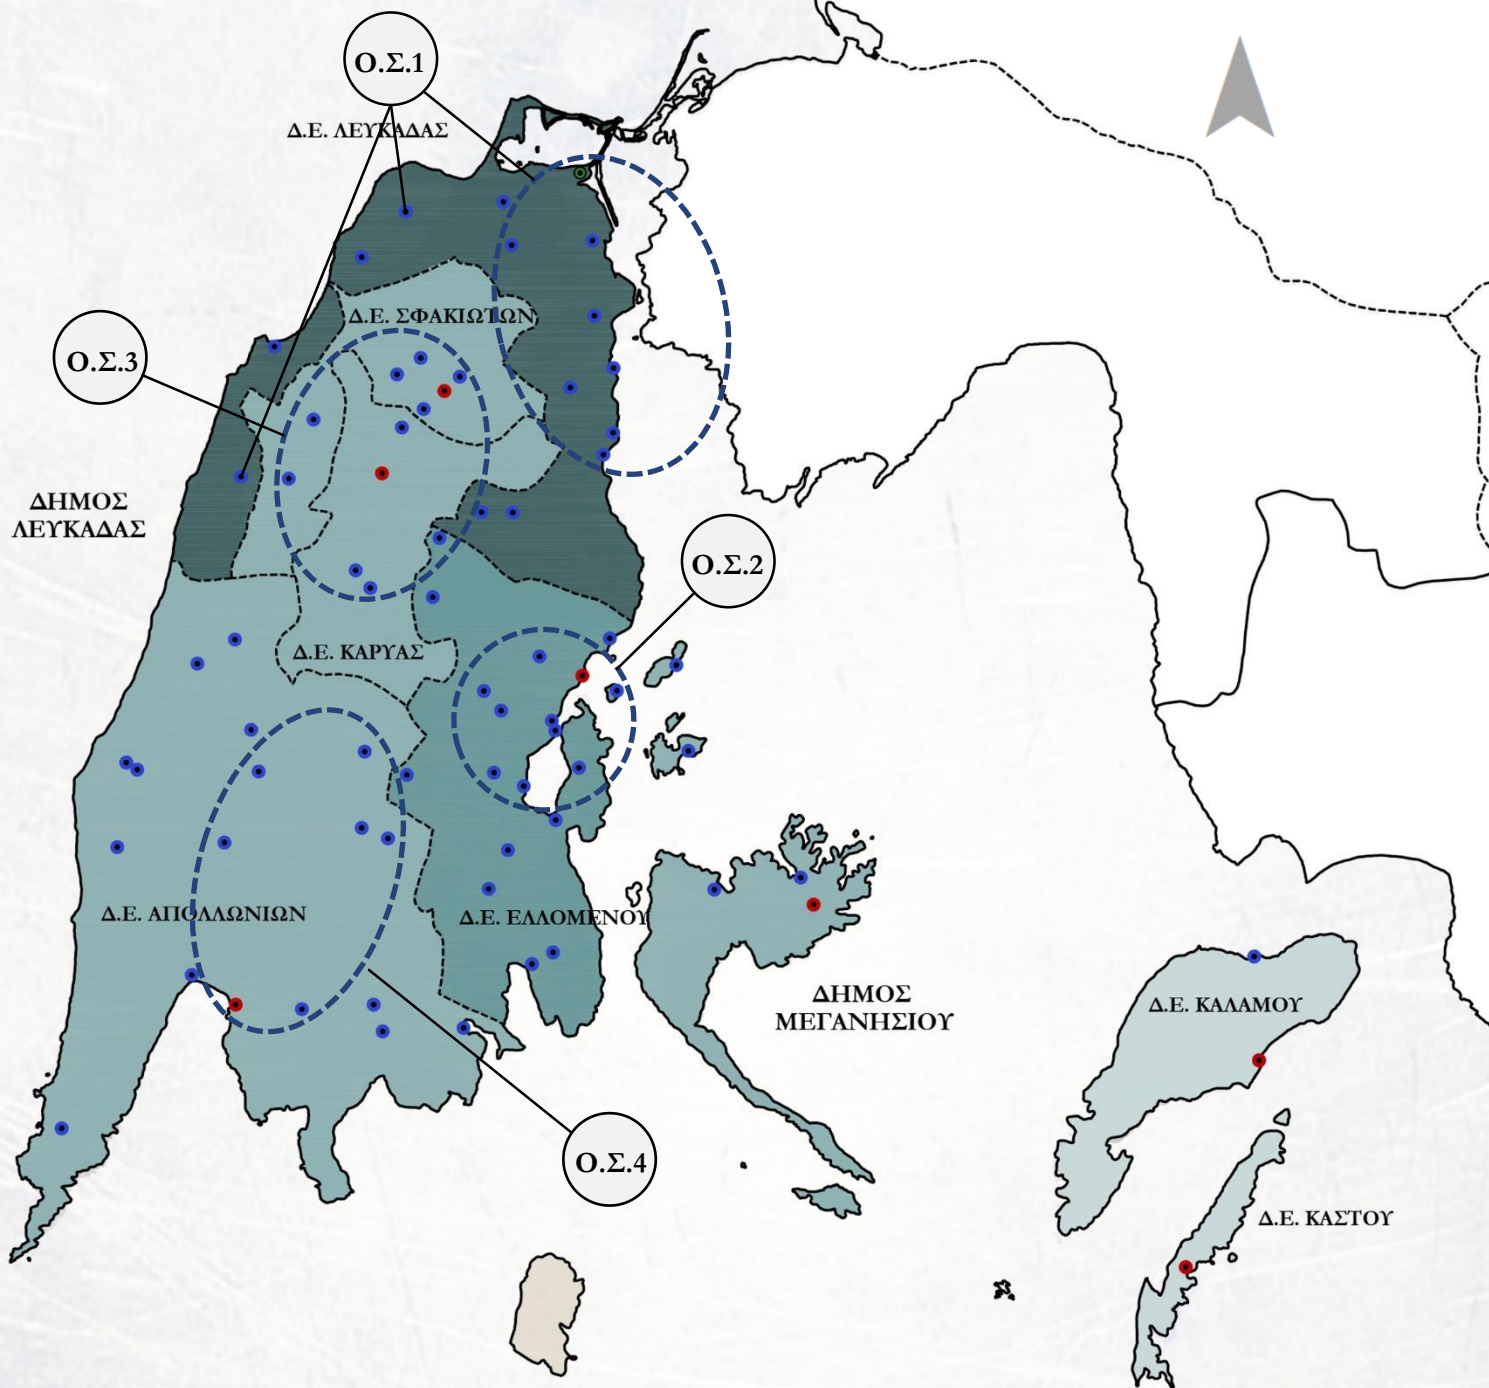 Ο.Σ.1
Δ.Ε. ΛΕΥΚΑΔΑΣ
Δ.Ε. ΣΦΑΚΙΩΤΩΝ
Ο.Σ.3
ΔΗΜΟΣ
ΛΕΥΚΑΔΑΣ
Ο.Σ.2
Δ.Ε. ΚΑΡΥΑΣ
Δ.Ε. ΑΠΟΛΛΩΝΙΩΝ
Δ.Ε. ΕΛΛΟΜΕΝΟΥ
ΔΗΜΟΣ
ΜΕΓΑΝΗΣΙΟΥ
Δ.Ε. ΚΑΛΑΜΟΥ
Ο.Σ.4
Δ.Ε. ΚΑΣΤΟΥ